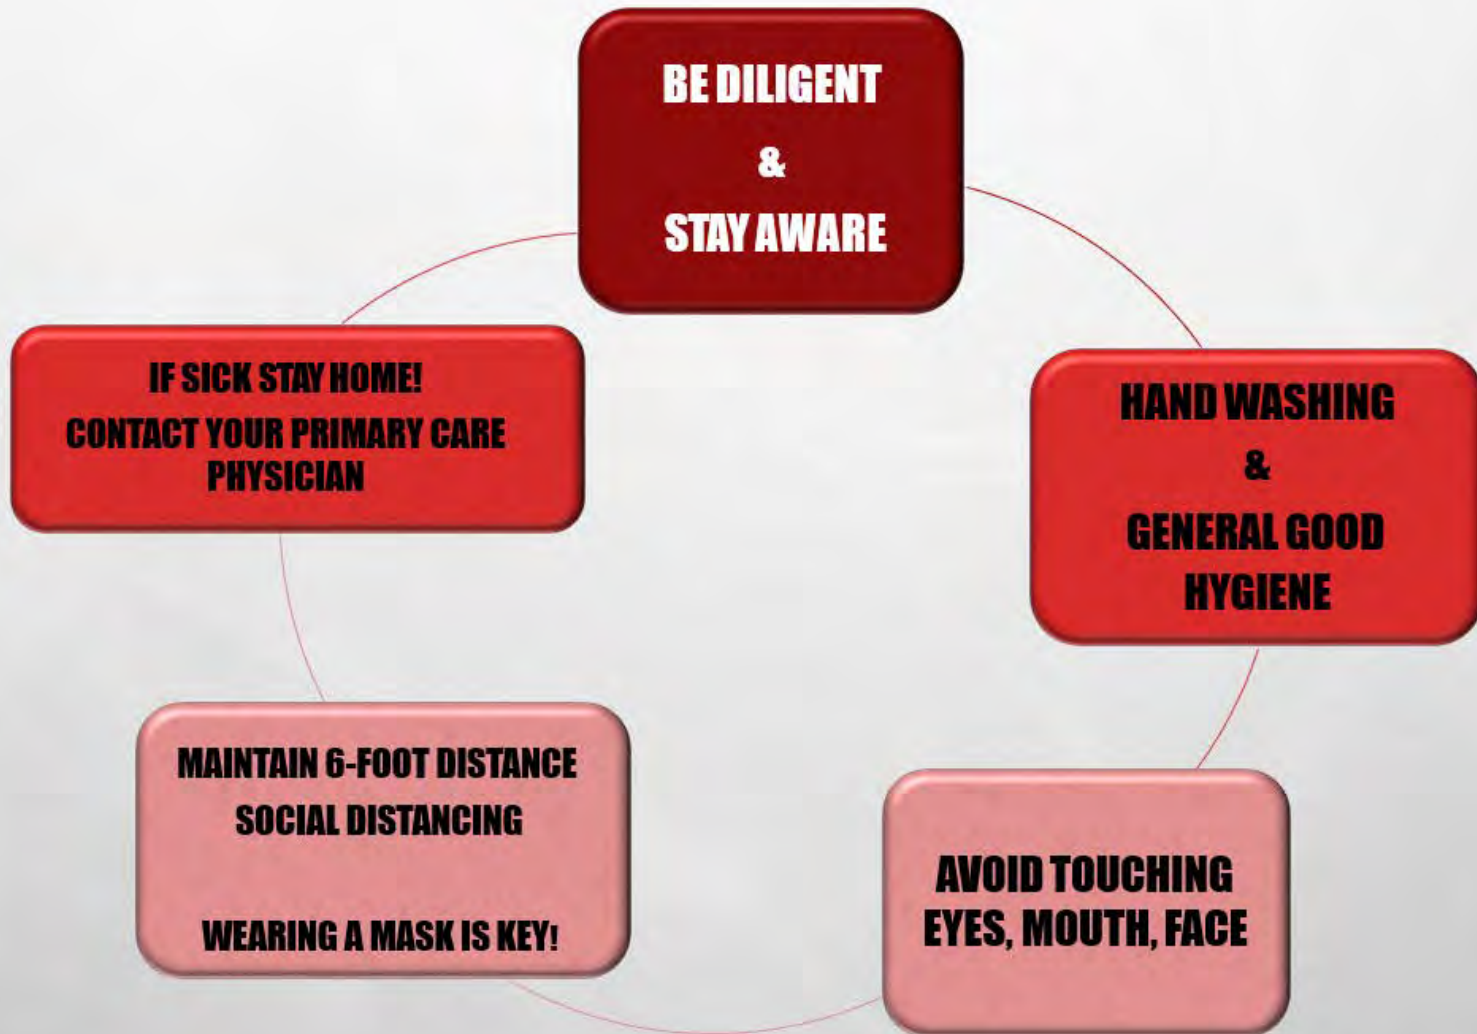 BE DILIGENT
&
STAY AWARE
HAND WASHING
&
GENERAL GOOD
HYGIENE
AVOID TOUCHING
EYES, MOUTH, FACE
MAINTAIN 6-FOOT DISTANCE
SOCIAL DISTANCING
WEARING A MASK IS KEY!
IF SICK STAY HOME!
CONTACT YOUR PRIMARY CARE
PHYSICIAN